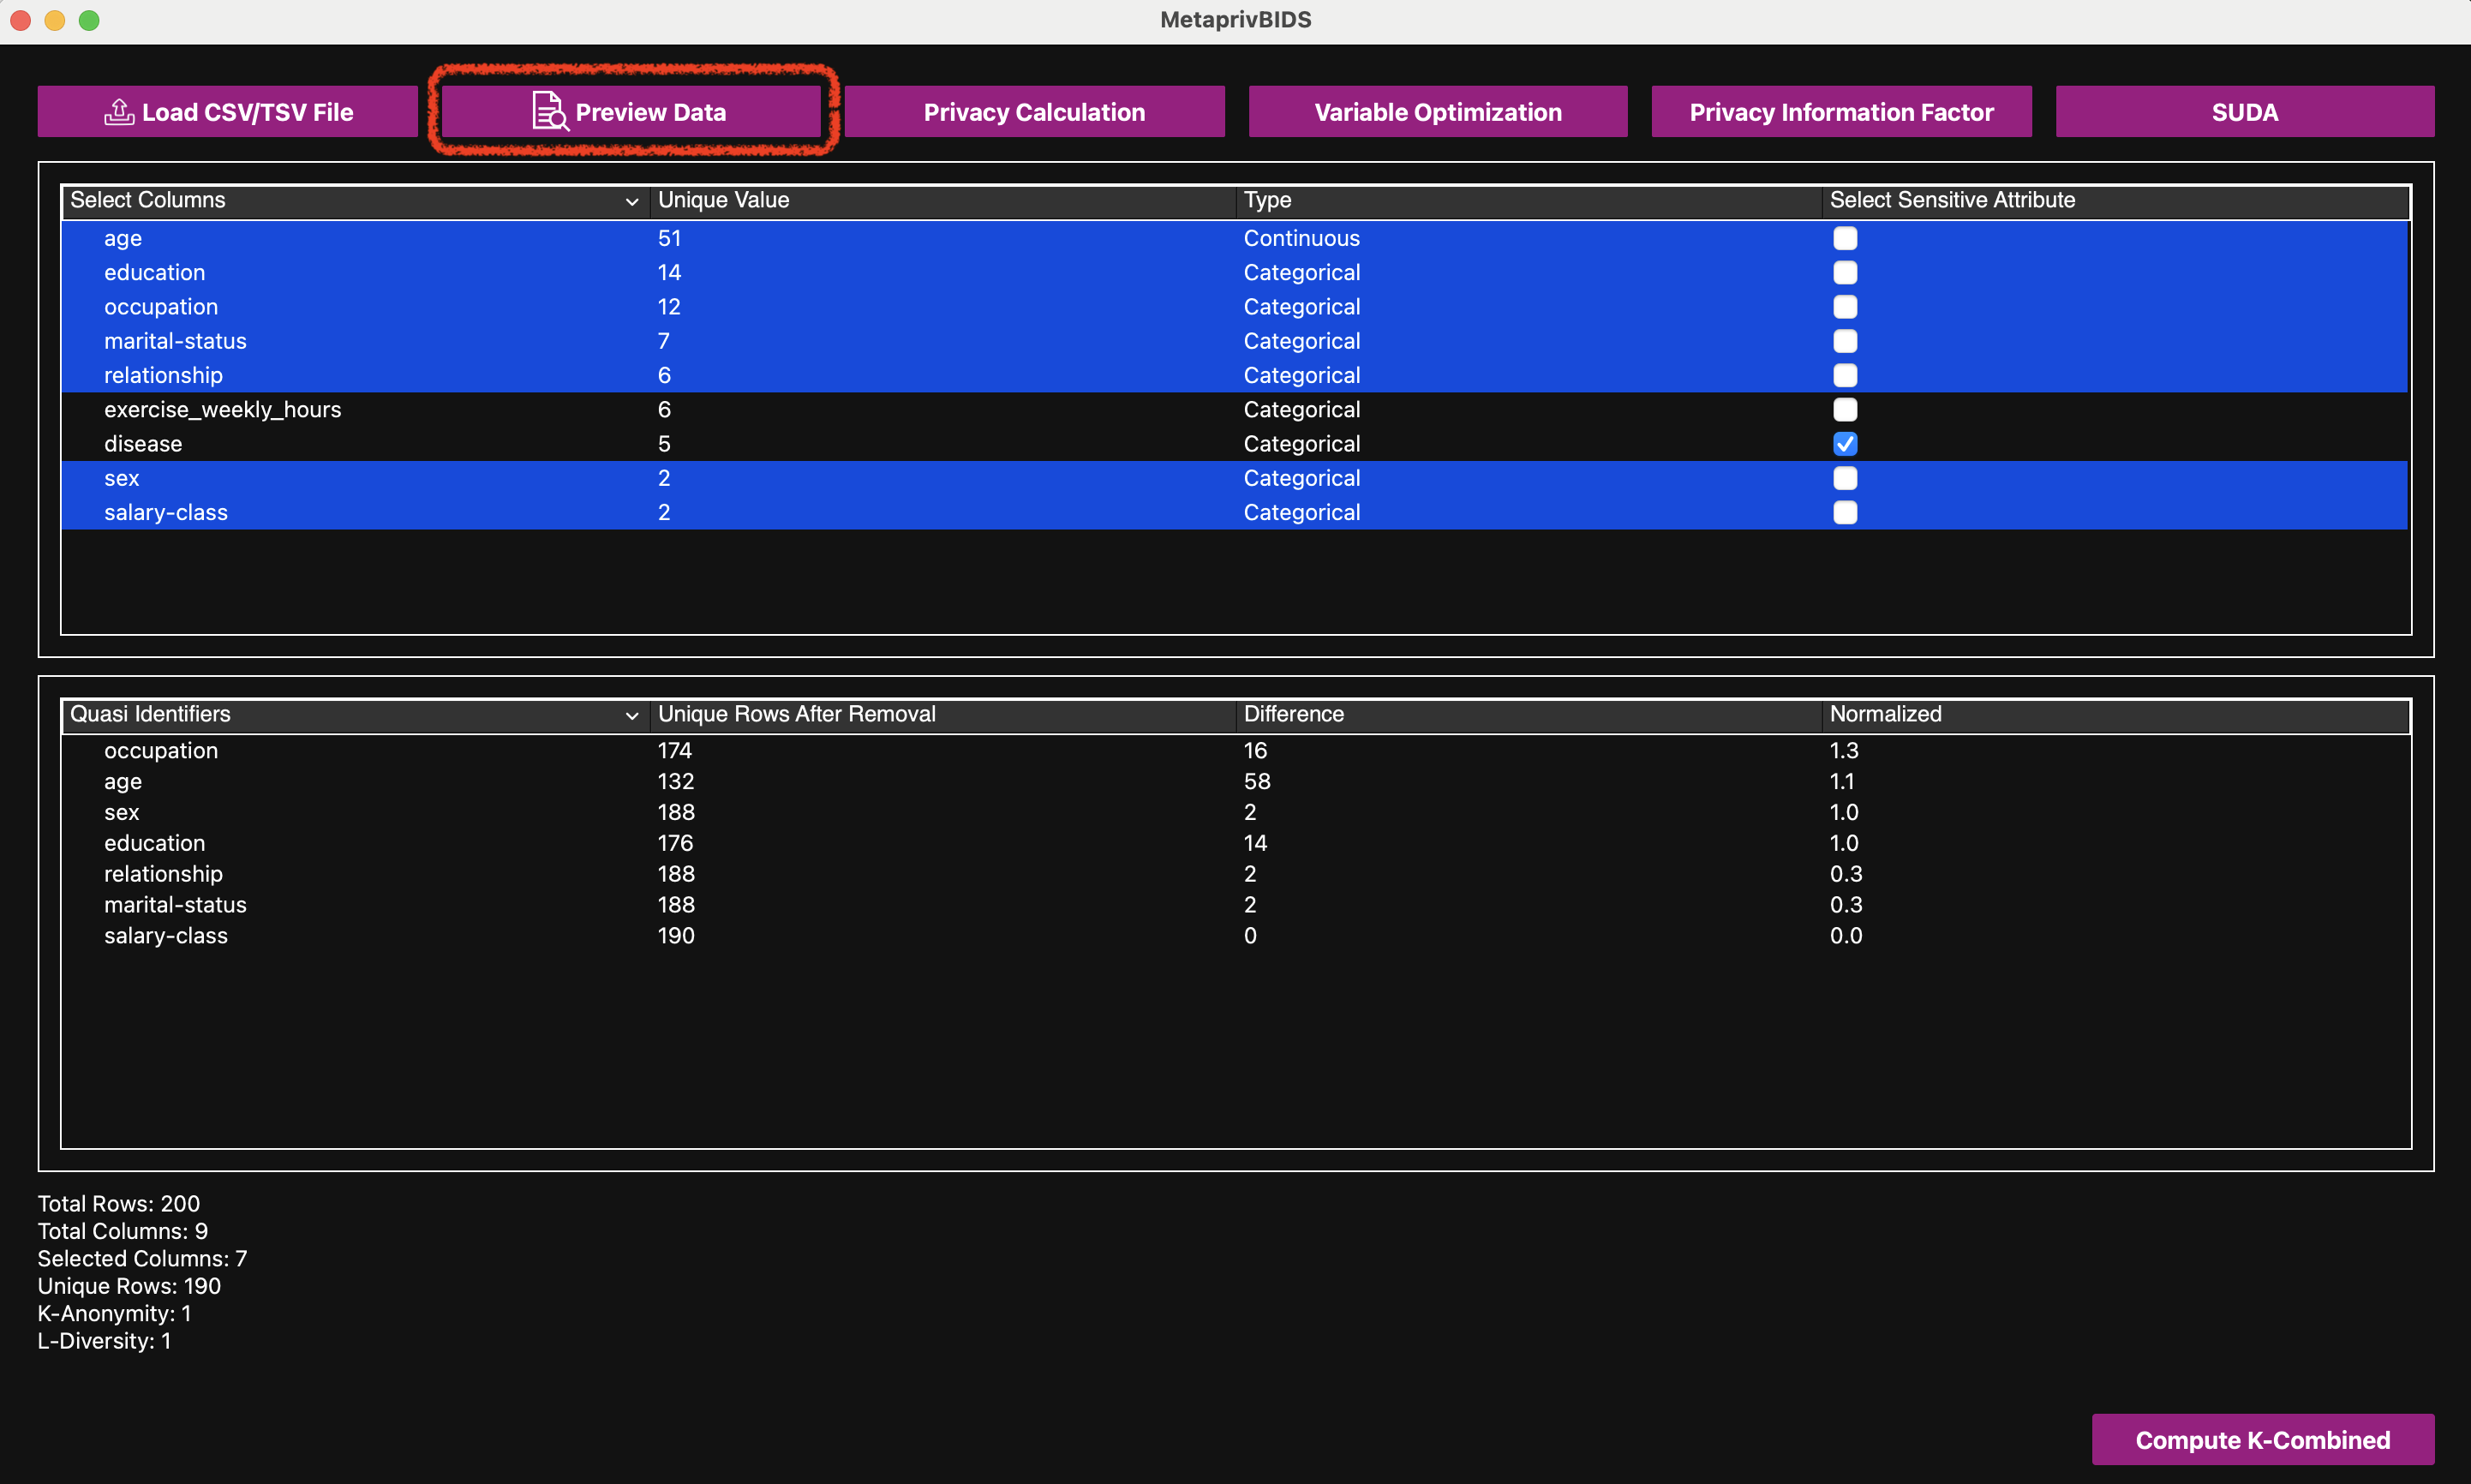 MetaprivBIDS
Load CSV/TSV File Preview Data Privacy Calculation Variable Optimization Privacy Information Factor SUDA
Select Columns Unique Value Type Select Sensitive Attribute
age 51 Continuous
education 14 Categorical
occupation 12 Categorical
marital-status 7 Categorical
relationship 6 Categorical
exercise_weekly_hours 6 Categorical
disease 5 Categorical
sex 2 Categorical
salary-class 2 Categorical
Quasi Identifiers Unique Rows After Removal Difference Normalized
occupation 174 16 1.3
age 132 58 1.1
sex 188 2 1.0
education 176 14 1.0
relationship 188 2 0.3
marital-status 188 2 0.3
salary-class 190 0 0.0
Total Rows: 200
Total Columns: 9
Selected Columns: 7
Unique Rows: 190
K-Anonymity: 1
L-Diversity: 1
Compute K-Combined